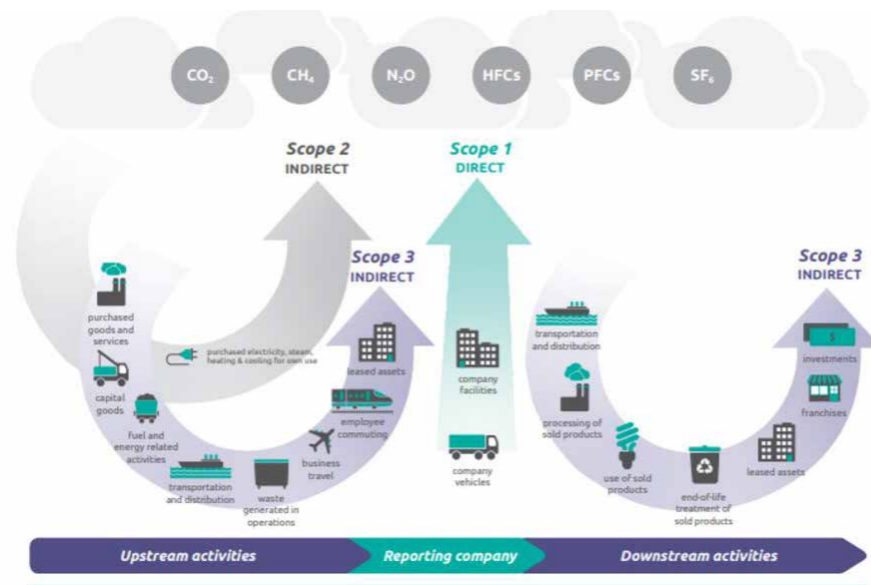 CO₂
CH₄
N₂O
HFCs
PFCs
SF₆
Scope 2
INDIRECT
Scope 1
DIRECT
Scope 3
INDIRECT
Scope 3
INDIRECT
purchased
goods and
services
capital
goods
fuel and
energy related
activities
transportation
and distribution
waste
generated in
operations
business
travel
employee
commuting
leased assets
purchased electricity, steam,
heating & cooling for own use
company
facilities
company
vehicles
transportation
and distribution
processing of
sold products
use of sold
products
end-of-life
treatment of
sold products
leased assets
franchises
investments
$
Upstream activities
Reporting company
Downstream activities